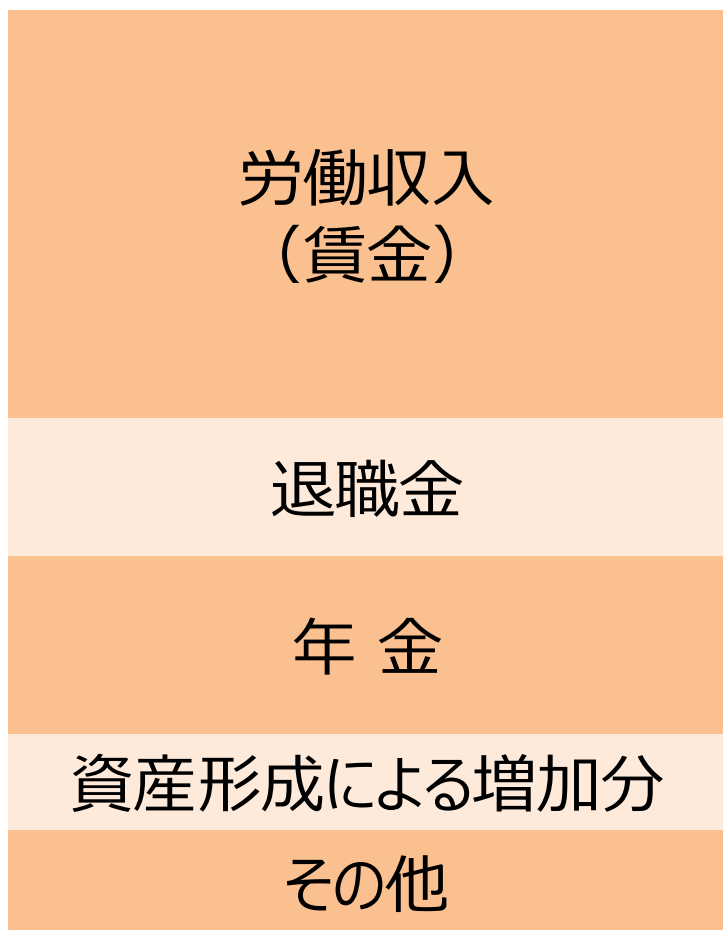 労働収入
（賃金）
退職金
年 金
資産形成による増加分
その他